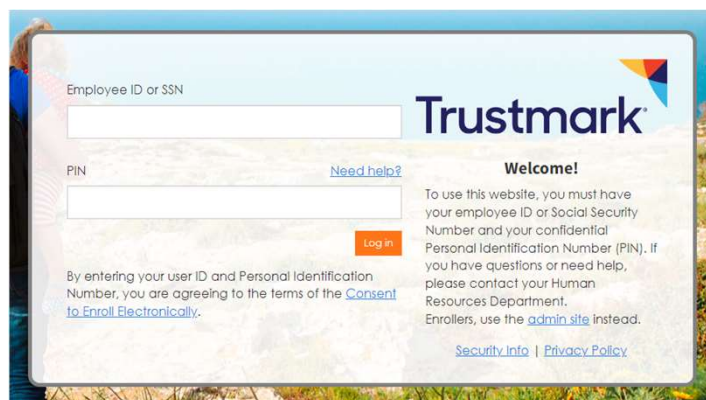 Employee ID or SSN
PIN
Need help?
Log in
By entering your user ID and Personal Identification
Number, you are agreeing to the terms of the Consent
to Enroll Electronically.
Trustmark
Welcome!
To use this website, you must have
your employee ID or Social Security
Number and your confidential
Personal Identification Number (PIN). If
you have questions or need help,
please contact your Human
Resources Department.
Enrollers, use the admin site instead.
Security Info | Privacy Policy